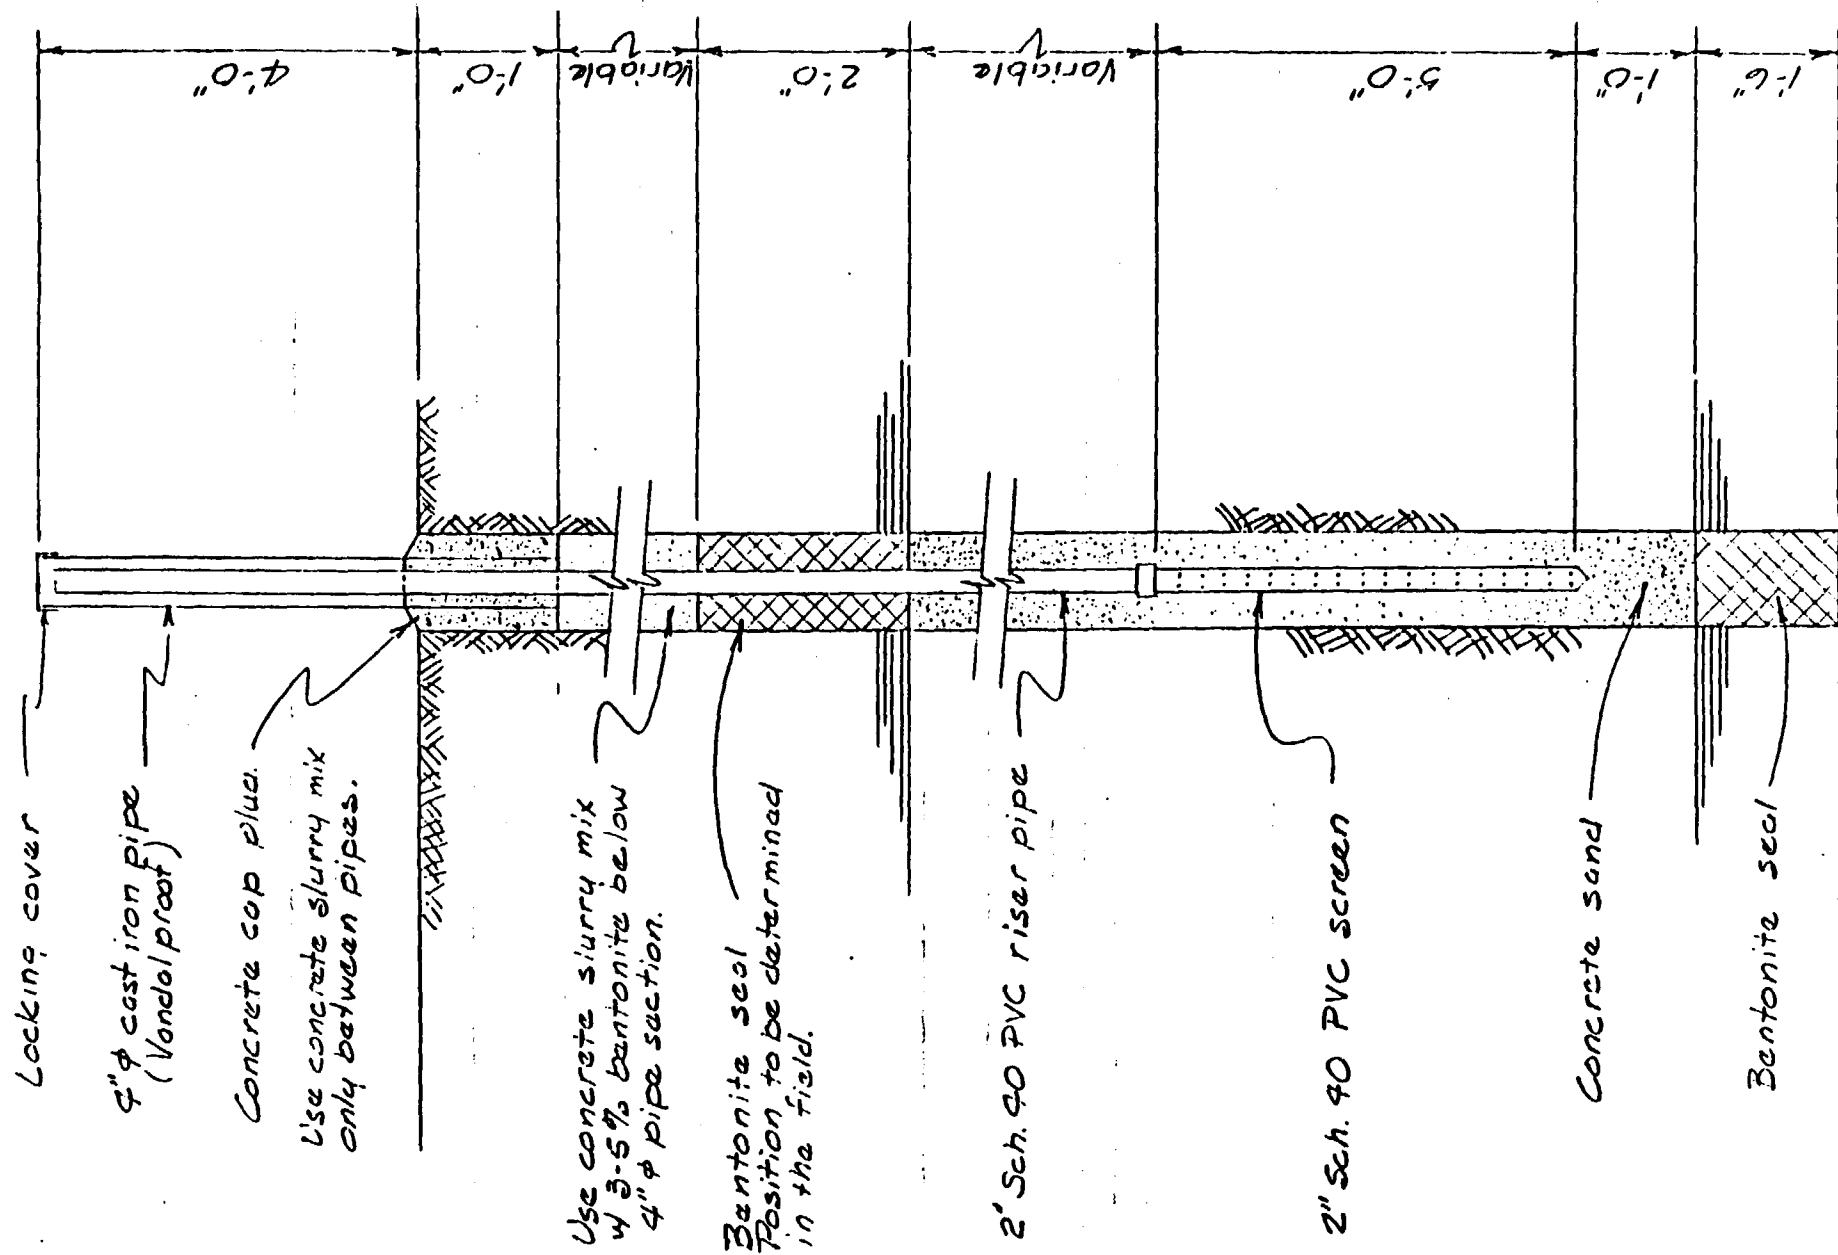 Locking cover
4" φ cast iron pipe
(Vandalproof)
Concrete cap plug.
Use concrete slurry mix
only between pipes.
Use concrete slurry mix
w 3-5% bentonite below
4" φ pipe section.
Bentonite seal
Position to be determined
in the field.
2" Sch. 40 PVC riser pipe
2" Sch. 40 PVC screen
Concrete sand
Bentonite seal
4'-0"
1'-0"
Variable
2'-0"
Variable
5'-0"
1'-0"
1'-6"